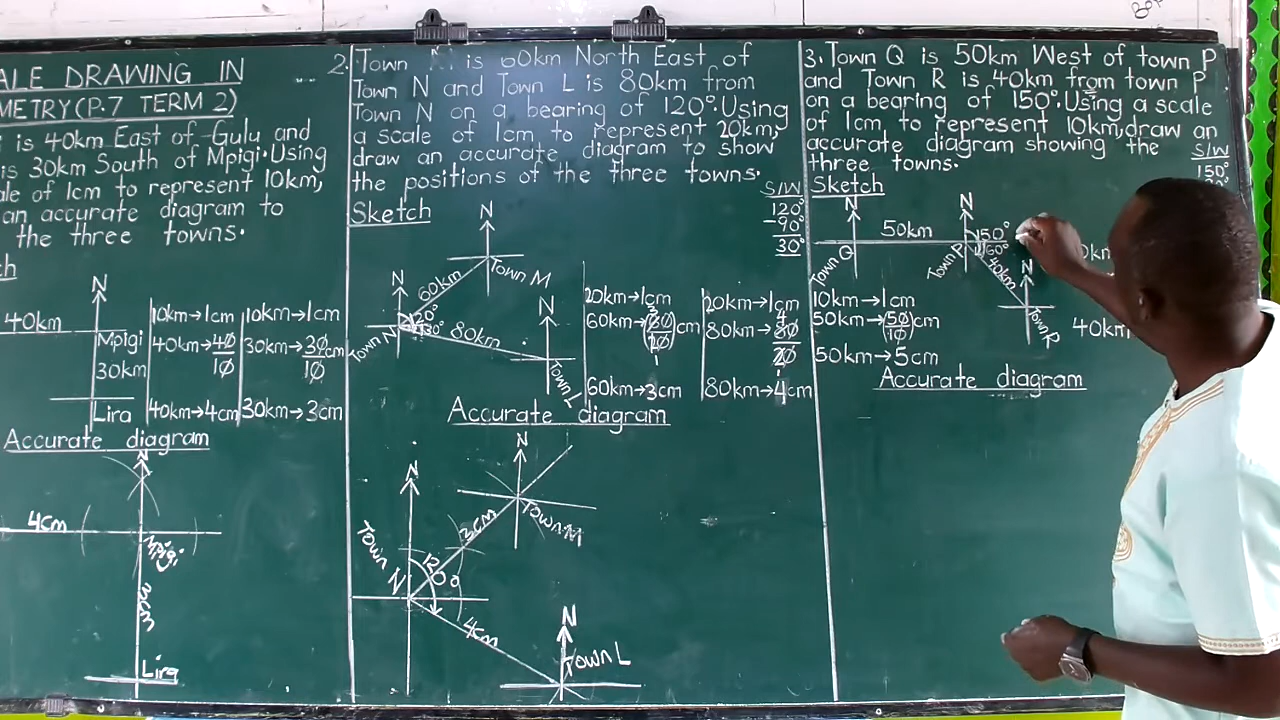 ALE DRAWING IN
METRY(P.7 TERM 2)
is 40km East of Gulu and
is 30km South of Mpigi. Using
ale of 1cm to represent 10km,
an accurate diagram to
the three towns.
ch
N
40km
Mpigi
30km
Lira
10km→1cm
40km→40/10
40km→4cm
10km→1cm
30km→30/10 cm
30km→3cm
Accurate diagram
N
4cm
Mpigi
3cm
Lira
2. Town M is 60km North East of
Town N and Town L is 80km from
Town N on a bearing of 120°. Using
a scale of 1cm to represent 20km,
draw an accurate diagram to show
the positions of the three towns.
Sketch
S/W
120°
-90°
30°
N
Town M
60km
N
120°
30°
Town N
80km
N
Town L
20km→1cm
60km→(60/20)cm
60km→3cm
20km→1cm
80km→80/20
80km→4cm
Accurate diagram
N
Town M
3cm
N
Town N
120°
4cm
N
Town L
3. Town Q is 50km West of town P
and Town R is 40km from town P
on a bearing of 150°. Using a scale
of 1cm to represent 10km, draw an
accurate diagram showing the
three towns.
Sketch
S/W
150°
N
50km
Town Q
N
150°
60°
Town P
40km
N
Town R
10km→1cm
50km→(50/10)cm
50km→5cm
0km
40km
Accurate diagram